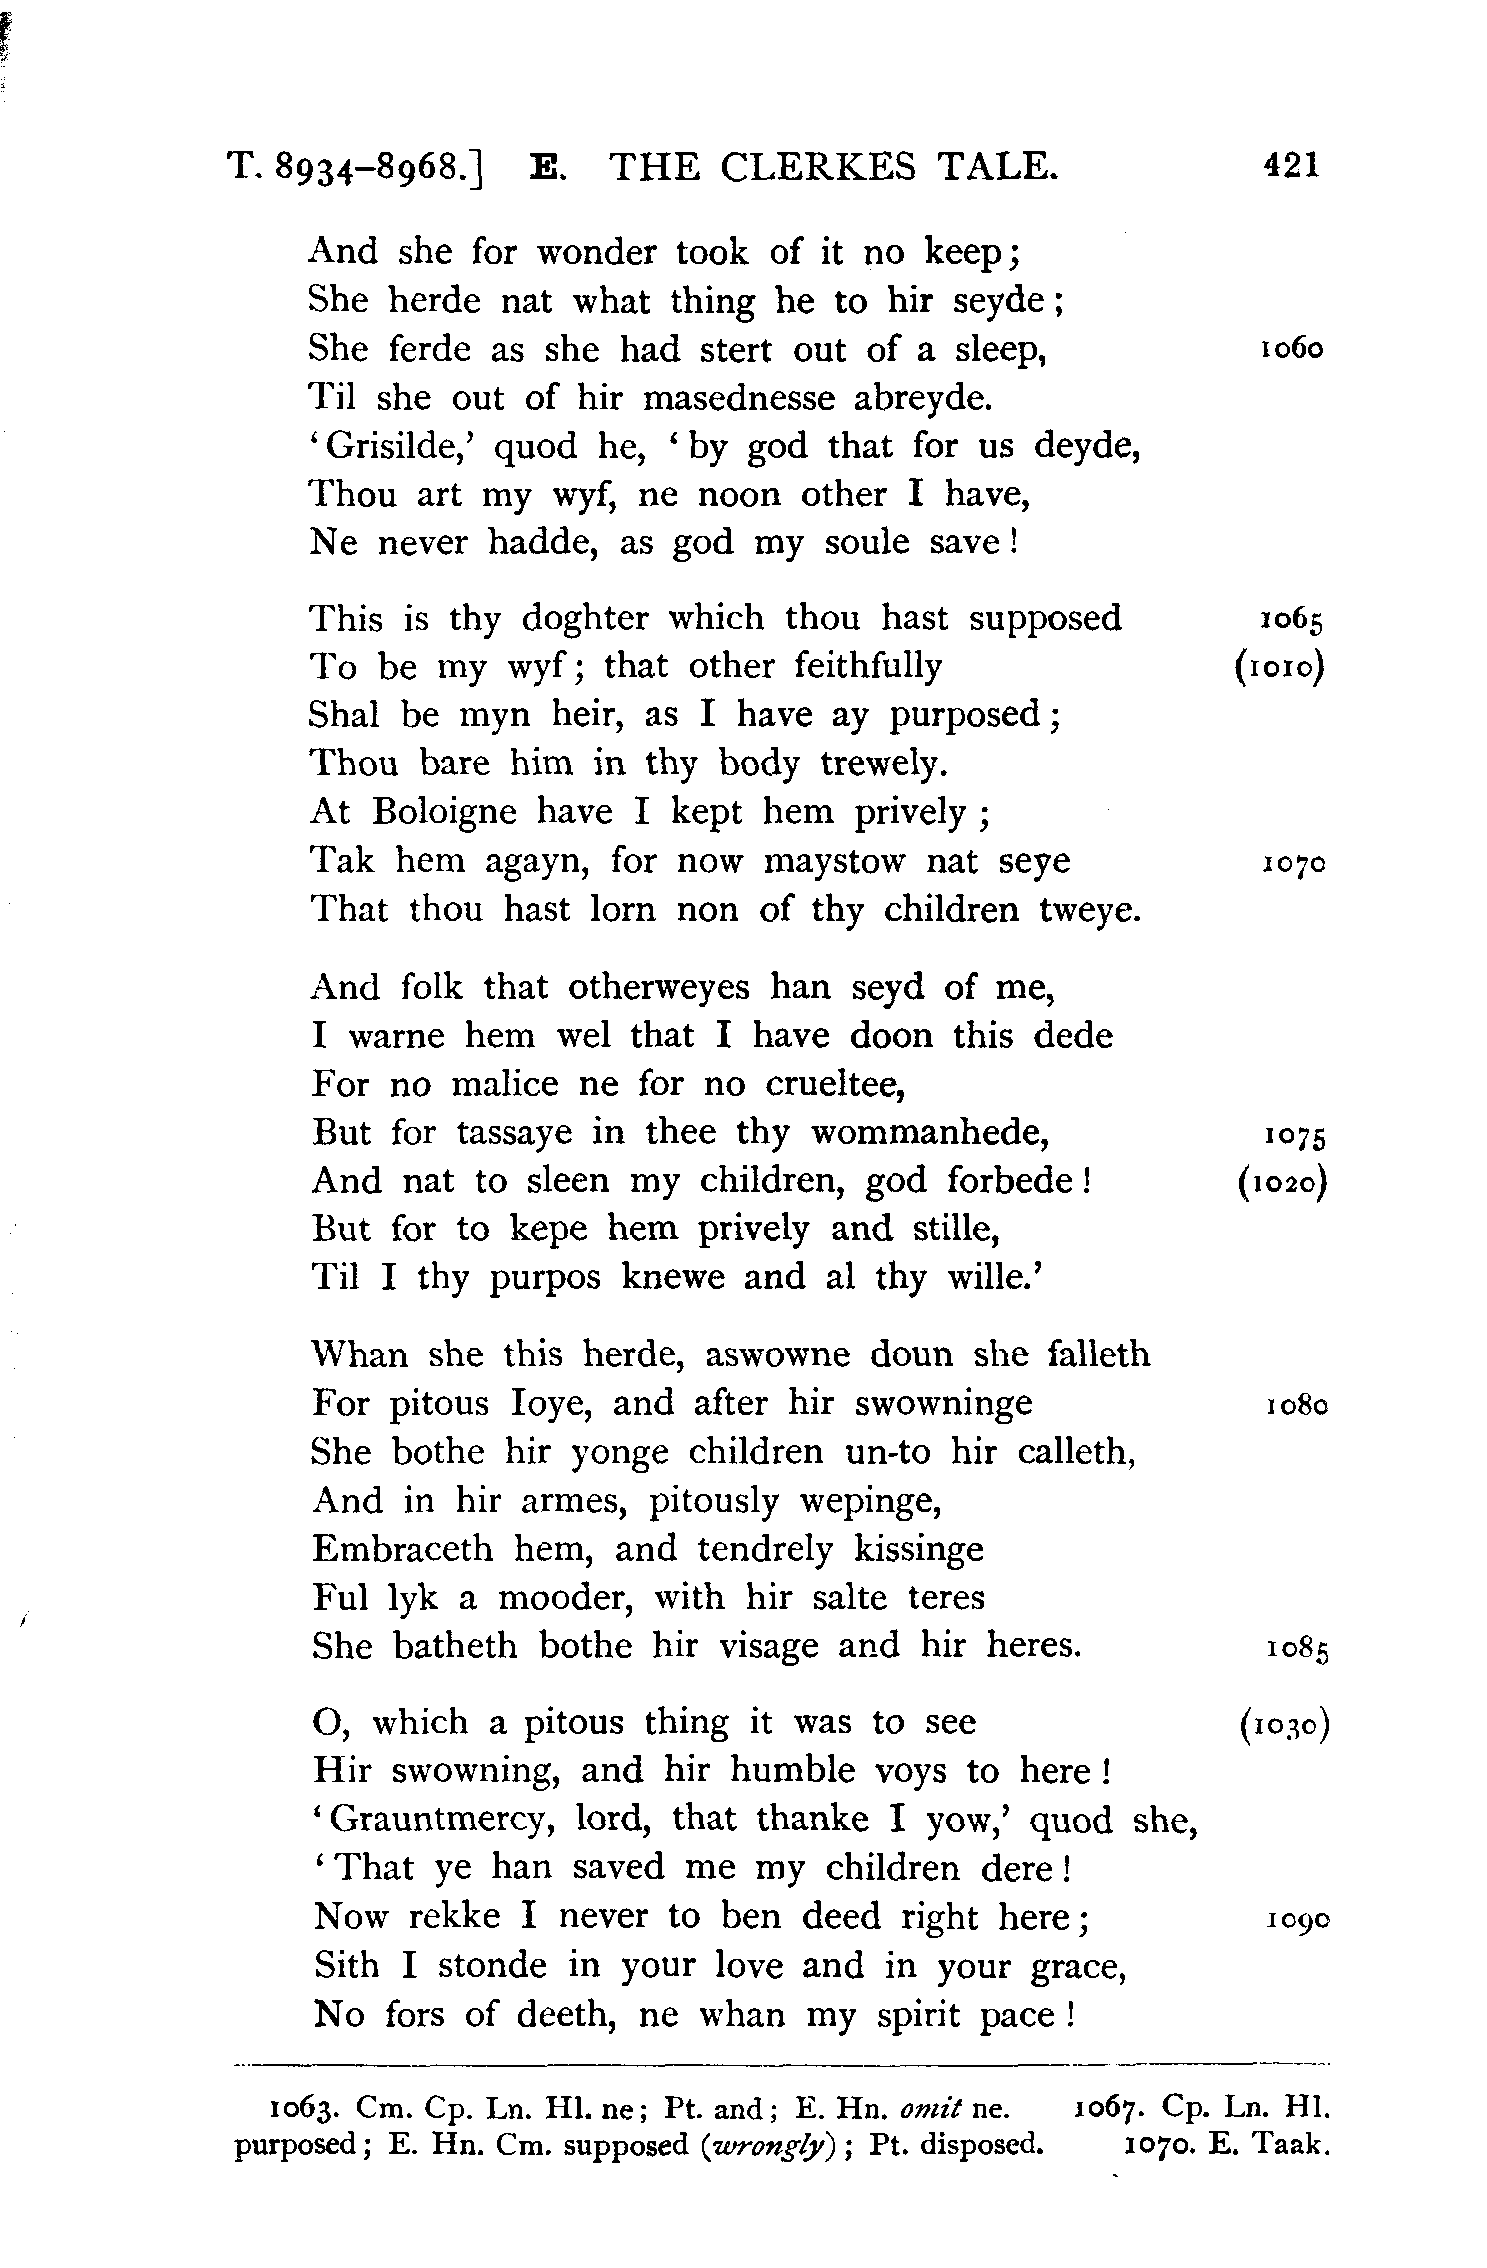 T. 8934–8968.] E. THE CLERKES TALE. 421
And she for wonder took of it no keep;
She herde nat what thing he to hir seyde;
She ferde as she had stert out of a sleep, 1060
Til she out of hir masednesse abreyde.
‘Grisilde,’ quod he, ‘by god that for us deyde,
Thou art my wyf, ne noon other I have,
Ne never hadde, as god my soule save!
This is thy doghter which thou hast supposed 1065
To be my wyf; that other feithfully (1010)
Shal be myn heir, as I have ay purposed;
Thou bare him in thy body trewely.
At Boloigne have I kept hem prively;
Tak hem agayn, for now maystow nat seye 1070
That thou hast lorn non of thy children tweye.
And folk that otherweyes han seyd of me,
I warne hem wel that I have doon this dede
For no malice ne for no crueltee,
But for tassaye in thee thy wommanhede, 1075
And nat to sleen my children, god forbede! (1020)
But for to kepe hem prively and stille,
Til I thy purpos knewe and al thy wille.’
Whan she this herde, aswowne doun she falleth
For pitous Ioye, and after hir swowninge 1080
She bothe hir yonge children un-to hir calleth,
And in hir armes, pitously wepinge,
Embraceth hem, and tendrely kissinge
Ful lyk a mooder, with hir salte teres
She batheth bothe hir visage and hir heres. 1085
O, which a pitous thing it was to see (1030)
Hir swowning, and hir humble voys to here!
‘Grauntmercy, lord, that thanke I yow,’ quod she,
‘That ye han saved me my children dere!
Now rekke I never to ben deed right here; 1090
Sith I stonde in your love and in your grace,
No fors of deeth, ne whan my spirit pace!
1063. Cm. Cp. Ln. Hl. ne; Pt. and; E. Hn. omit ne. 1067. Cp. Ln. Hl.
purposed; E. Hn. Cm. supposed (wrongly); Pt. disposed. 1070. E. Taak.